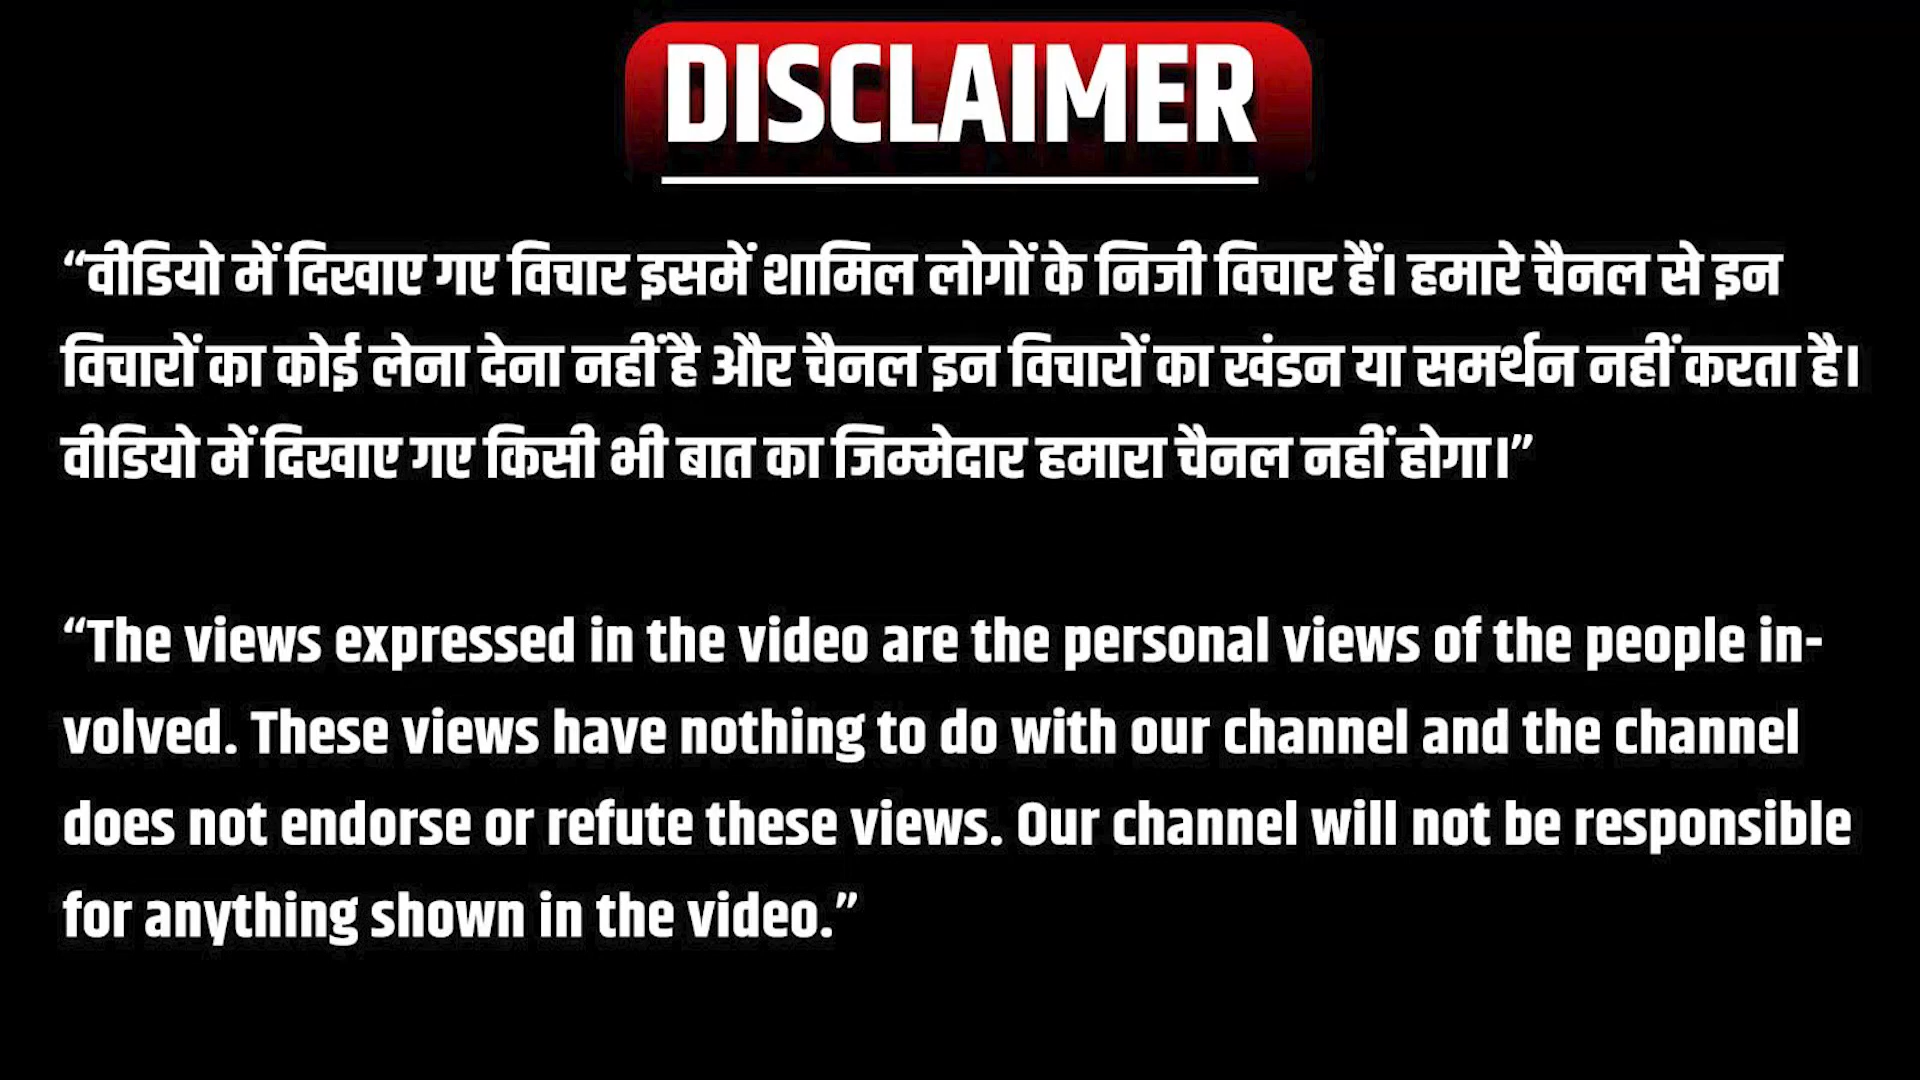 DISCLAIMER
“वीडियो में दिखाए गए विचार इसमें शामिल लोगों के निजी विचार हैं। हमारे चैनल से इन
विचारों का कोई लेना देना नहीं है और चैनल इन विचारों का खंडन या समर्थन नहीं करता है।
वीडियो में दिखाए गए किसी भी बात का जिम्मेदार हमारा चैनल नहीं होगा।”
“The views expressed in the video are the personal views of the people in-
volved. These views have nothing to do with our channel and the channel
does not endorse or refute these views. Our channel will not be responsible
for anything shown in the video.”